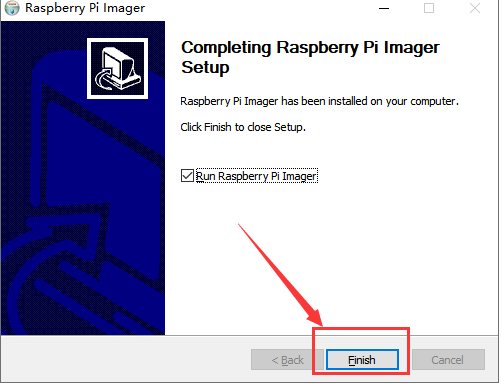 Raspberry Pi Imager
Completing Raspberry Pi Imager
Setup
Raspberry Pi Imager has been installed on your computer.
Click Finish to close Setup.
Run Raspberry Pi Imager
< Back
Finish
Cancel